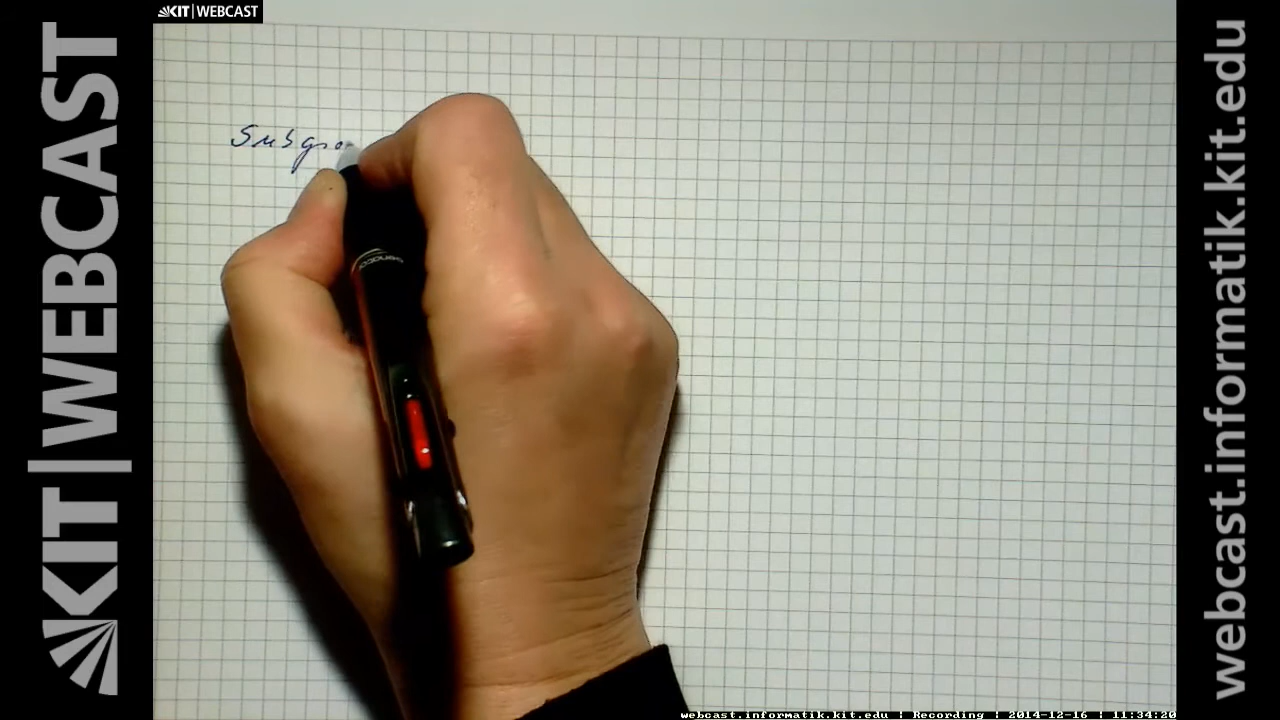 KIT | WEBCAST
KIT | WEBCAST
Subgro
webcast.informatik.kit.edu
webcast.informatik.kit.edu | Recording | 2014-12-16 | 11:34:20